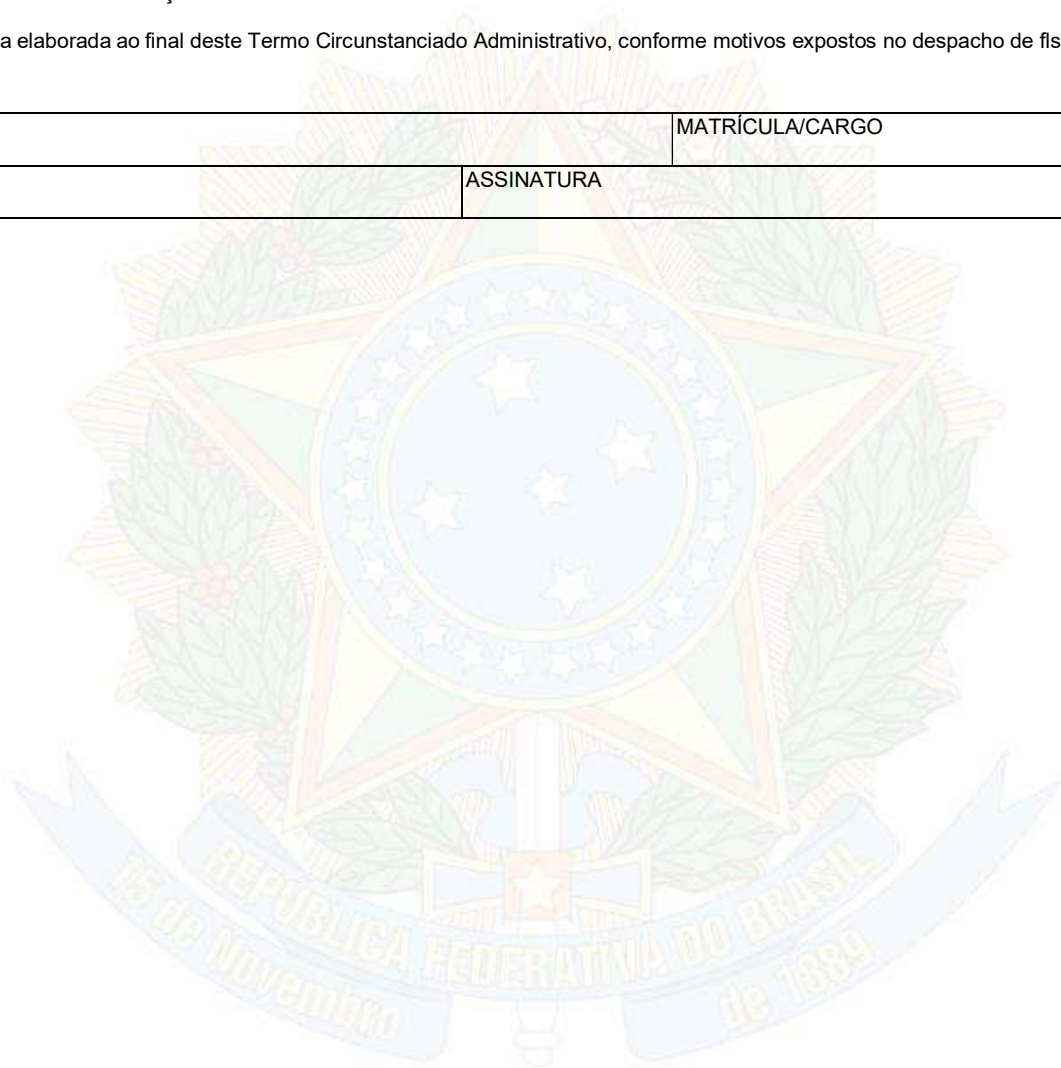 a elaborada ao final deste Termo Circunstanciado Administrativo, conforme motivos expostos no despacho de fls
MATRÍCULA/CARGO
ASSINATURA
REPÚBLICA FEDERATIVA DO BRASIL
15 de Novembro
de 1889